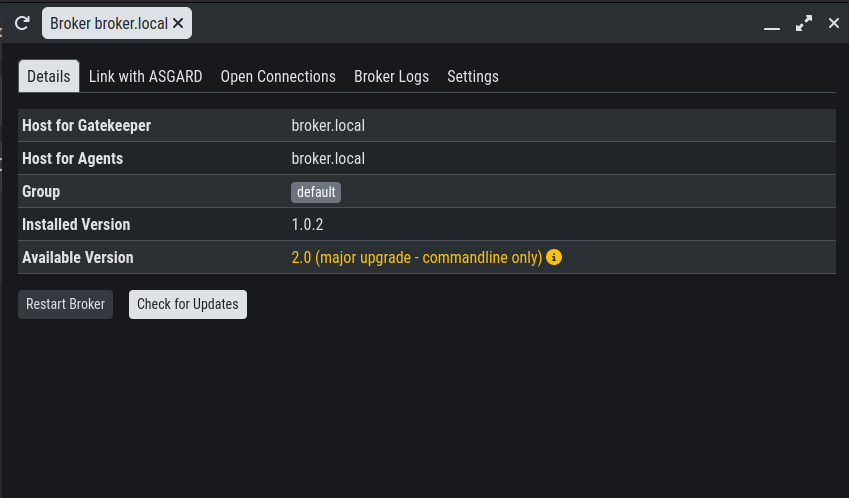 Broker broker.local
Details Link with ASGARD Open Connections Broker Logs Settings
Host for Gatekeeper broker.local
Host for Agents broker.local
Group default
Installed Version 1.0.2
Available Version 2.0 (major upgrade - commandline only)
Restart Broker Check for Updates